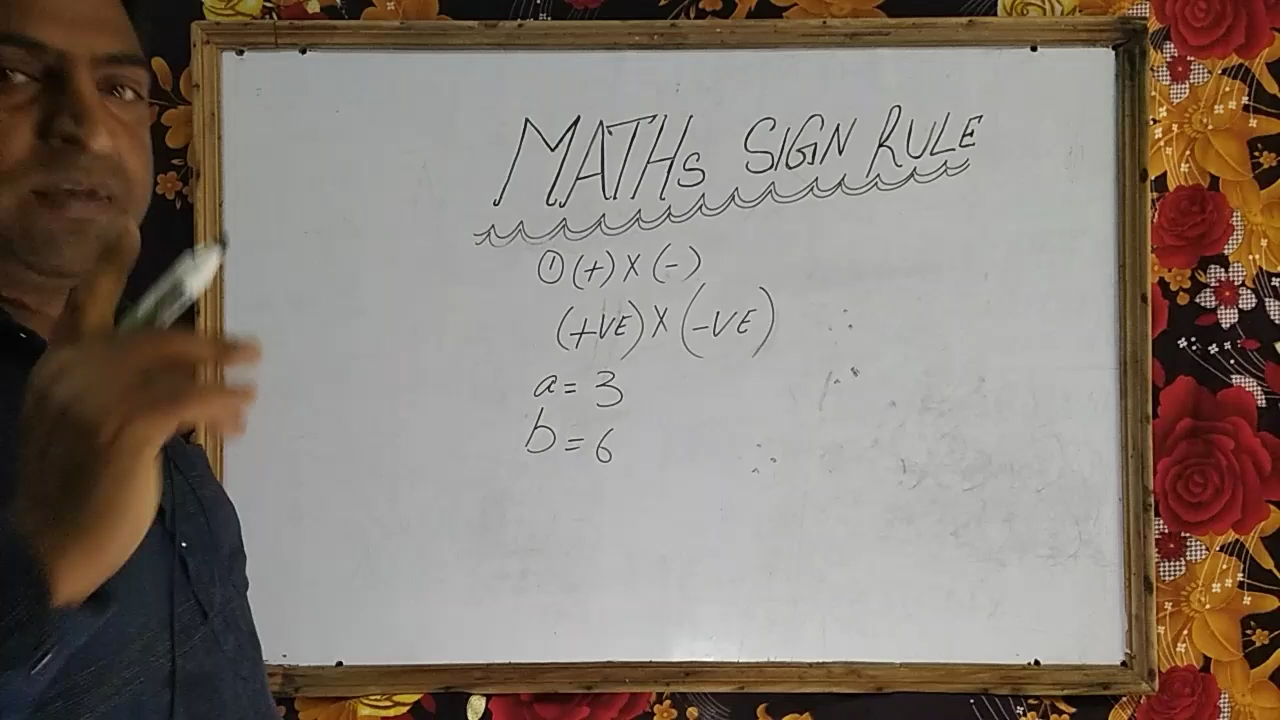 MATHs SIGN RULE
① (+) X (-)
(+VE) X (-VE)
a = 3
b = 6